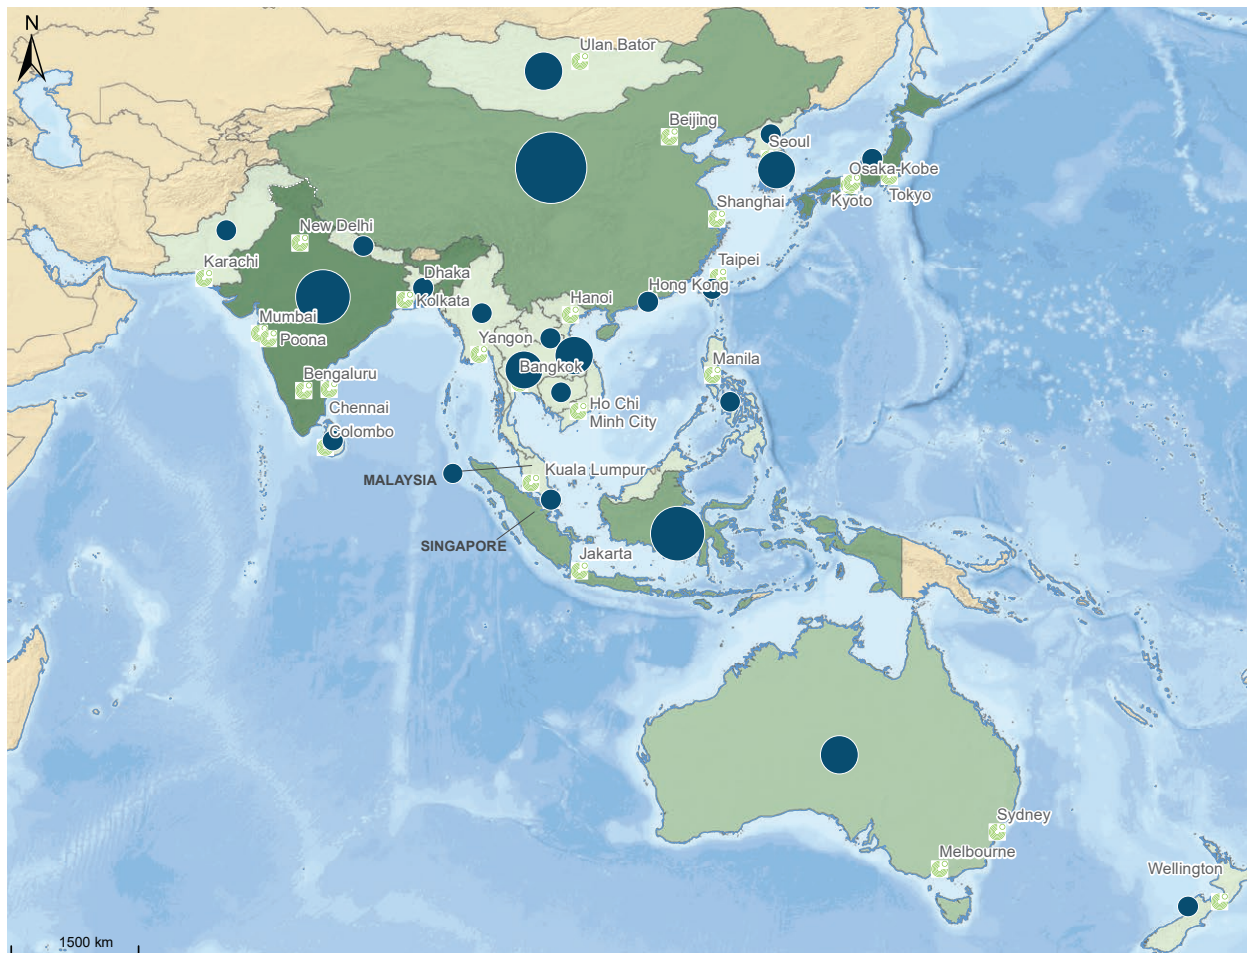 N
Ulan Bator
Beijing
Seoul
Osaka-Kobe
Kyoto
Tokyo
Shanghai
New Delhi
Karachi
Dhaka
Kolkata
Taipei
Hong Kong
Hanoi
Mumbai
Poona
Yangon
Bangkok
Manila
Bengaluru
Chennai
Ho Chi
Minh City
Colombo
Kuala Lumpur
MALAYSIA
SINGAPORE
Jakarta
Sydney
Melbourne
Wellington
1500 km